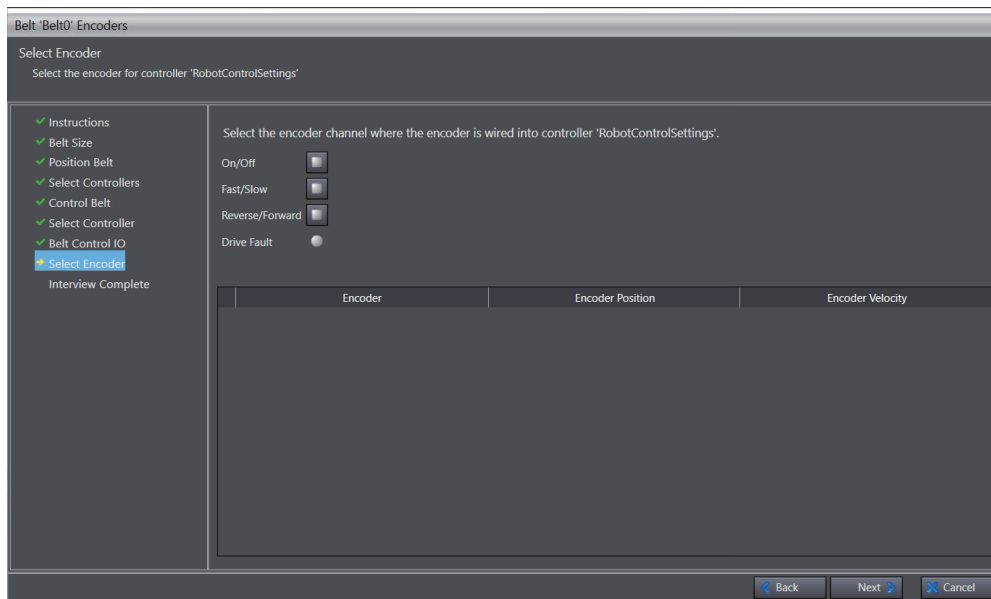 Belt 'Belt0' Encoders
Select Encoder
Select the encoder for controller 'RobotControlSettings'
Instructions
Belt Size
Position Belt
Select Controllers
Control Belt
Select Controller
Belt Control IO
Select Encoder
Interview Complete
Select the encoder channel where the encoder is wired into controller 'RobotControlSettings'.
On/Off
Fast/Slow
Reverse/Forward
Drive Fault
Encoder Encoder Position Encoder Velocity
Back Next Cancel